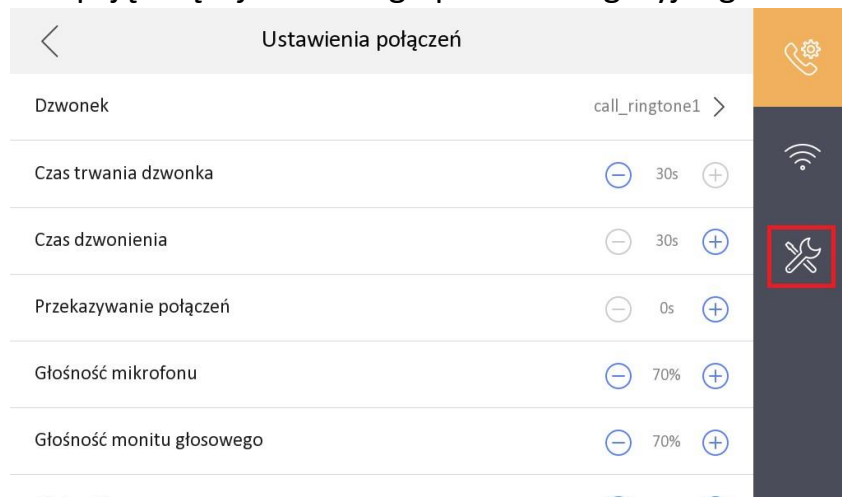 Ustawienia połączeń
Dzwonek call_ringtone1
Czas trwania dzwonka 30s
Czas dzwonienia 30s
Przekazywanie połączeń 0s
Głośność mikrofonu 70%
Głośność monitu głosowego 70%